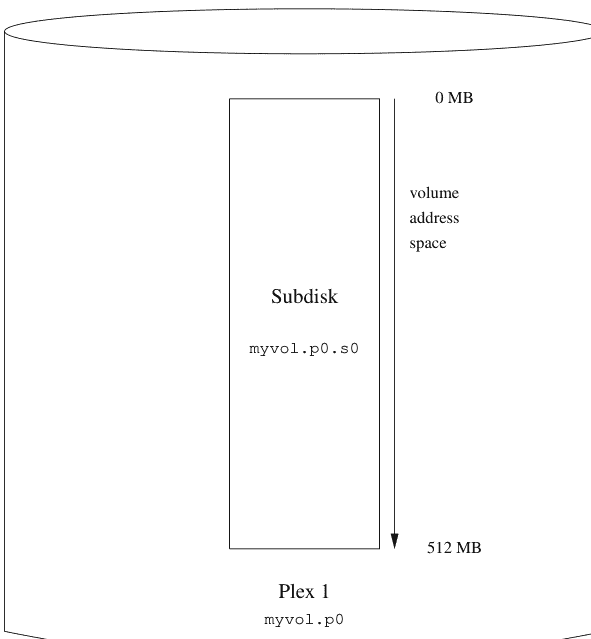 0 MB
volume
address
space
Subdisk
myvol.p0.s0
512 MB
Plex 1
myvol.p0